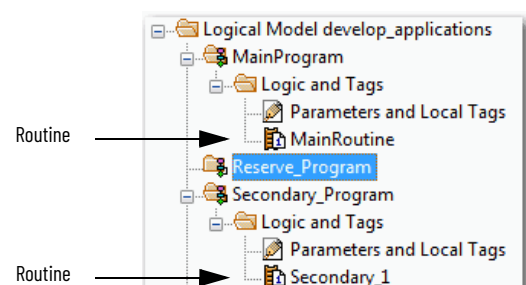 Logical Model develop_applications
MainProgram
Logic and Tags
Parameters and Local Tags
Routine MainRoutine
Reserve_Program
Secondary_Program
Logic and Tags
Parameters and Local Tags
Routine Secondary_1